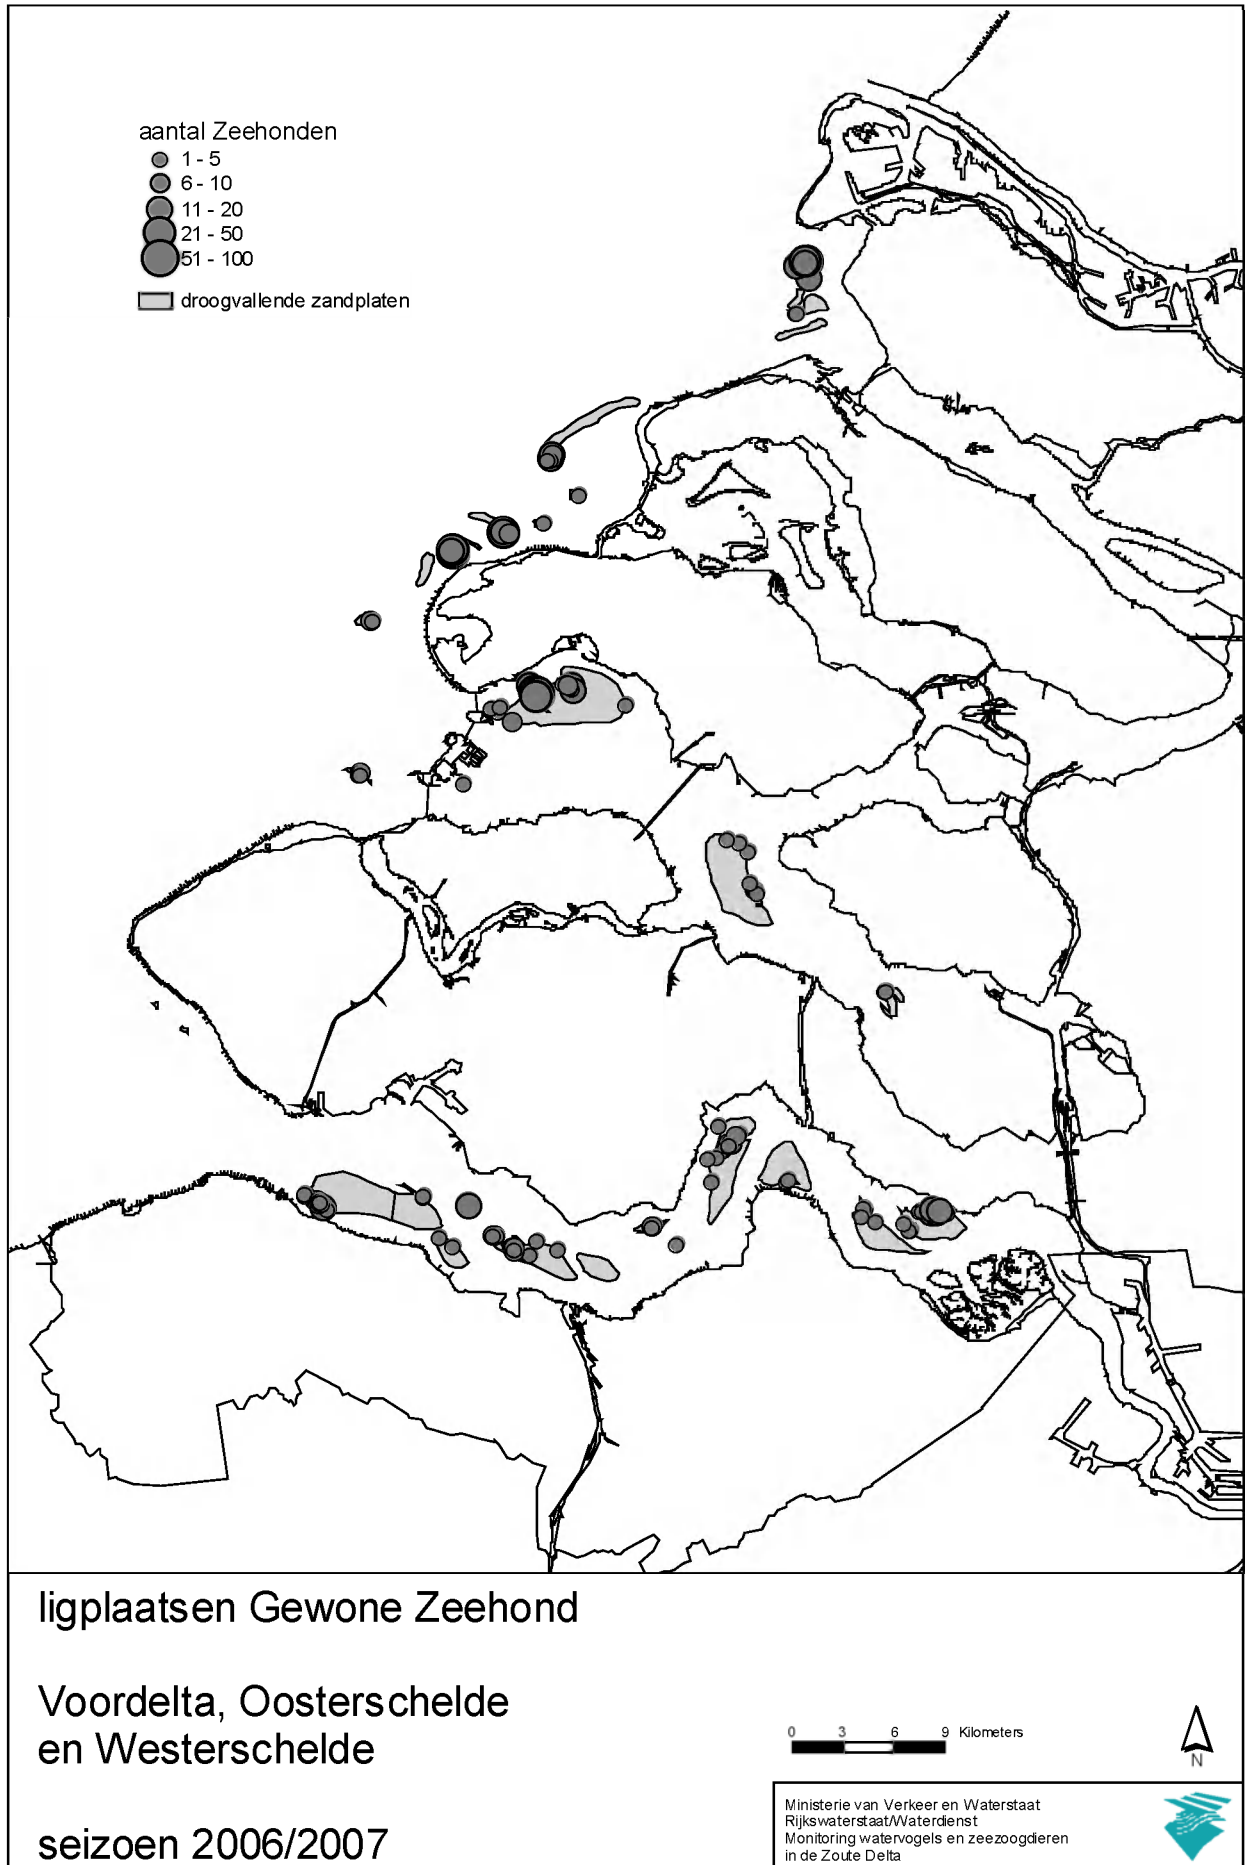 aantal Zeehonden
1 - 5
6 - 10
11 - 20
21 - 50
51 - 100
droogvallende zandplaten
ligplaatsen Gewone Zeehond
Voordelta, Oosterschelde
en Westerschelde
seizoen 2006/2007
0 3 6 9 Kilometers
N
Ministerie van Verkeer en Waterstaat
Rijkswaterstaat/Waterdienst
Monitoring watervogels en zeezoogdieren
in de Zoute Delta